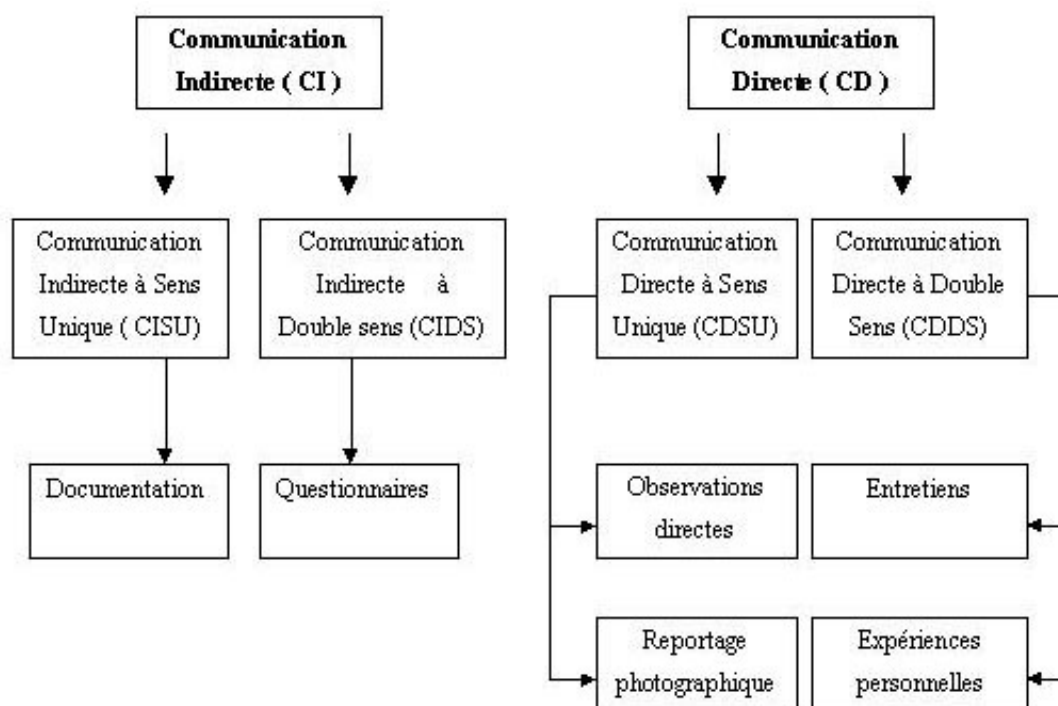 Communication
Indirecte ( CI )
Communication
Directe ( CD )
Communication
Indirecte à Sens
Unique ( CISU)
Communication
Indirecte à
Double sens (CIDS)
Communication
Directe à Sens
Unique (CDSU)
Communication
Directe à Double
Sens (CDDS)
Documentation
Questionnaires
Observations
directes
Entretiens
Reportage
photographique
Expériences
personnelles